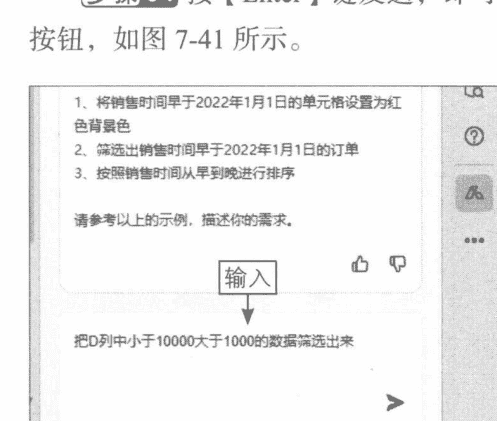 按【Enter】键发送，即可
按钮，如图 7-41 所示。
1、将销售时间早于2022年1月1日的单元格设置为红
色背景色
2、筛选出销售时间早于2022年1月1日的订单
3、按照销售时间从早到晚进行排序
请参考以上的示例，描述你的需求。
输入
把D列中小于10000大于1000的数据筛选出来